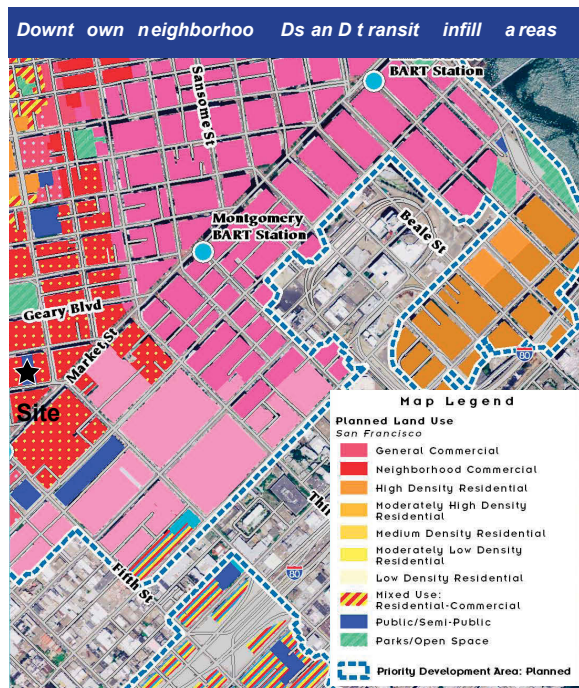 Downt own neighborhoo Ds an D t ransit infill a reas
BART Station
Sansome St
Montgomery
BART Station
Beale St
Geary Blvd
Market St
80
Site
Map Legend
Planned Land Use
San Francisco
General Commercial
Neighborhood Commercial
High Density Residential
Moderately High Density
Residential
Medium Density Residential
Moderately Low Density
Residential
Low Density Residential
Mixed Use:
Residential-Commercial
Public/Semi-Public
Parks/Open Space
Priority Development Area: Planned
Fifth St
80